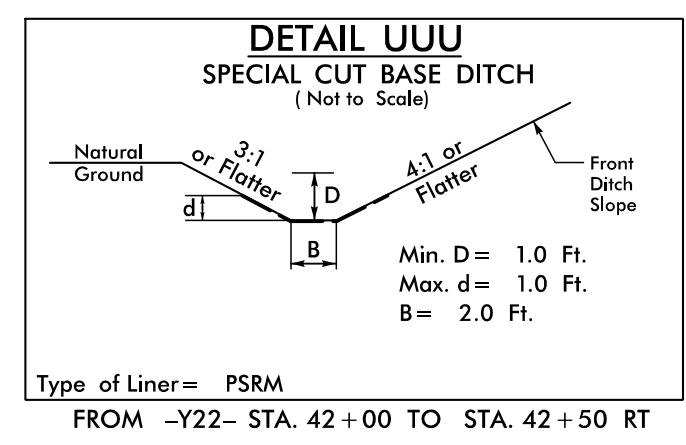 DETAIL UUU
SPECIAL CUT BASE DITCH
( Not to Scale)
Natural
Ground
3:1
or Flatter
4:1 or
Flatter
Front
Ditch
Slope
D
d
B
Min. D= 1.0 Ft.
Max. d= 1.0 Ft.
B= 2.0 Ft.
Type of Liner= PSRM
FROM -Y22- STA. 42+00 TO STA. 42+50 RT